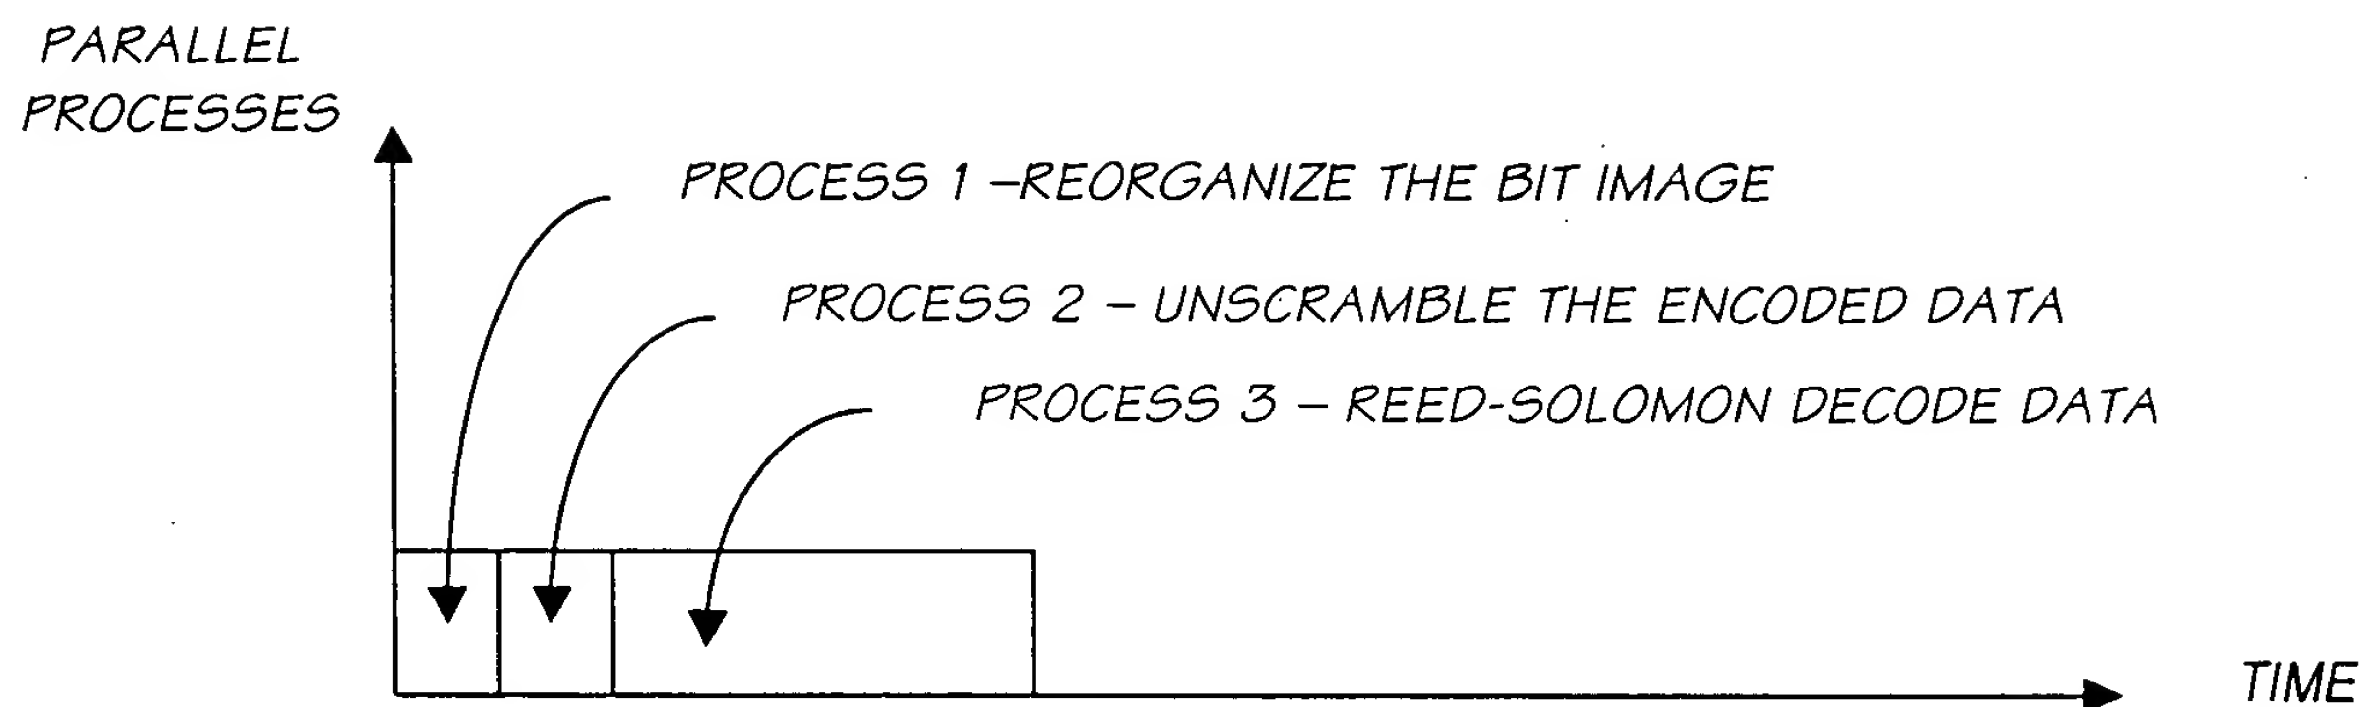 PARALLEL
PROCESSES
PROCESS 1 –REORGANIZE THE BIT IMAGE
PROCESS 2 – UNSCRAMBLE THE ENCODED DATA
PROCESS 3 – REED-SOLOMON DECODE DATA
TIME